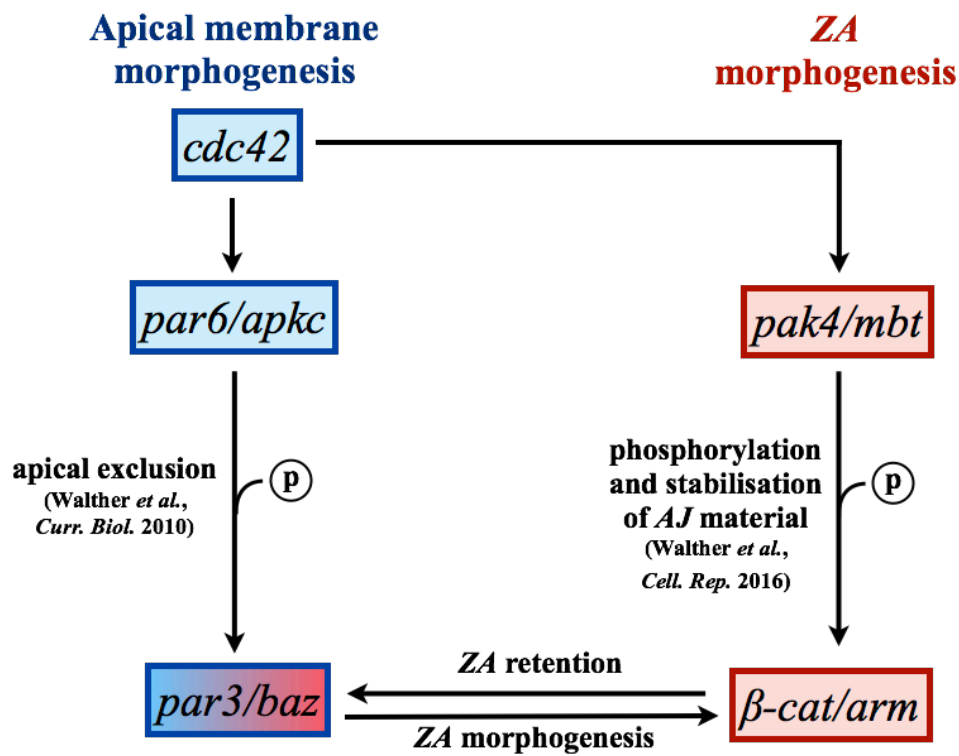 Apical membrane
morphogenesis
ZA
morphogenesis
cdc42
par6/apkc
pak4/mbt
apical exclusion
(Walther et al.,
Curr. Biol. 2010)
p
phosphorylation
and stabilisation
of AJ material
(Walther et al.,
Cell. Rep. 2016)
p
par3/baz
ZA retention
ZA morphogenesis
β-cat/arm